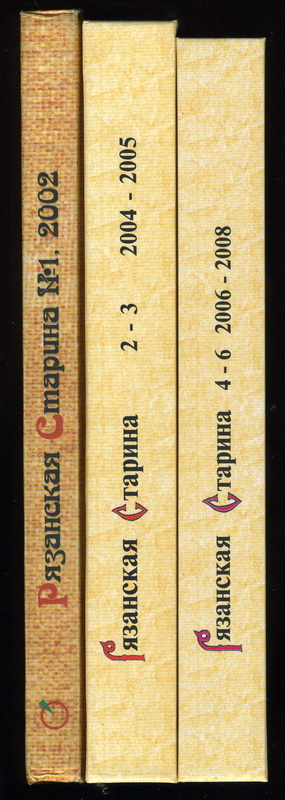 Рязанская Старина №1, 2002
Рязанская Старина 2 - 3 2004 - 2005
Рязанская Старина 4 - 6 2006 - 2008